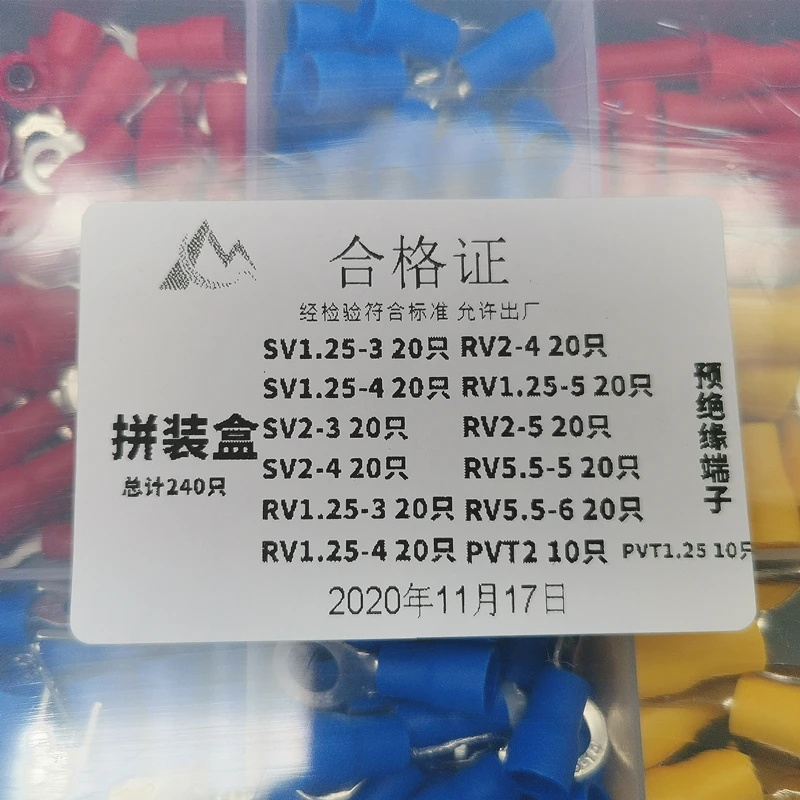 合格证
经检验符合标准 允许出厂
SV1.25-3 20只 RV2-4 20只
SV1.25-4 20只 RV1.25-5 20只
SV2-3 20只 RV2-5 20只
SV2-4 20只 RV5.5-5 20只
RV1.25-3 20只 RV5.5-6 20只
RV1.25-4 20只 PVT2 10只 PVT1.25 10只
拼装盒
总计240只
预绝缘端子
2020年11月17日